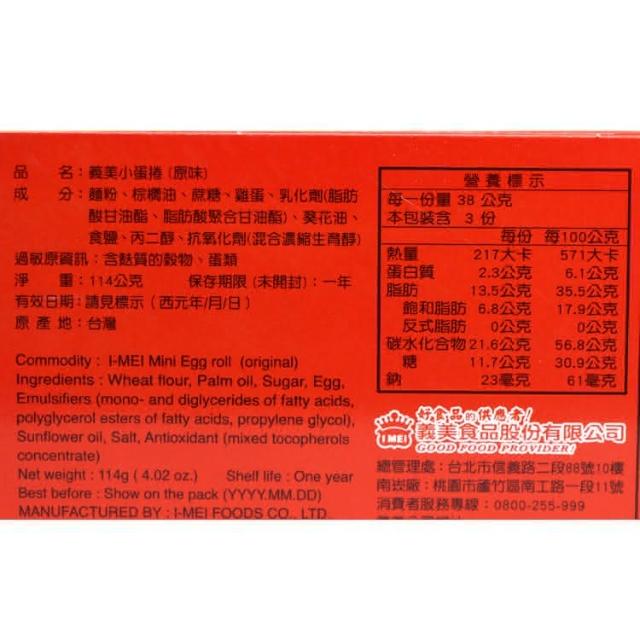 品　　名：義美小蛋捲 (原味)
成　　分：麵粉、棕櫚油、蔗糖、雞蛋、乳化劑(脂肪
酸甘油酯、脂肪酸聚合甘油酯)、葵花油、
食鹽、丙二醇、抗氧化劑(混合濃縮生育醇)
過敏原資訊：含麩質的穀物、蛋類
淨　　重：114公克　　保存期限 (未開封)：一年
有效日期：請見標示 (西元年/月/日)
原 產 地：台灣
Commodity : I-MEI Mini Egg roll (original)
Ingredients : Wheat flour, Palm oil, Sugar, Egg,
Emulsifiers (mono- and diglycerides of fatty acids,
polyglycerol esters of fatty acids, propylene glycol),
Sunflower oil, Salt, Antioxidant (mixed tocopherols
concentrate)
Net weight : 114g ( 4.02 oz.)　Shelf life : One year
Best before : Show on the pack (YYYY.MM.DD)
MANUFACTURED BY : I-MEI FOODS CO., LTD.
營養標示
每一份量 38 公克
本包裝含 3 份
每份　每100公克
熱量　217大卡　571大卡
蛋白質　2.3公克　6.1公克
脂肪　13.5公克　35.5公克
飽和脂肪　6.8公克　17.9公克
反式脂肪　0公克　0公克
碳水化合物 21.6公克　56.8公克
糖　11.7公克　30.9公克
鈉　23毫克　61毫克
好食品的供應者!
I MEI 義美食品股份有限公司
GOOD FOOD PROVIDER!
總管理處：台北市信義路二段88號10樓
南崁廠：桃園市蘆竹區南工路一段11號
消費者服務專線：0800-255-999